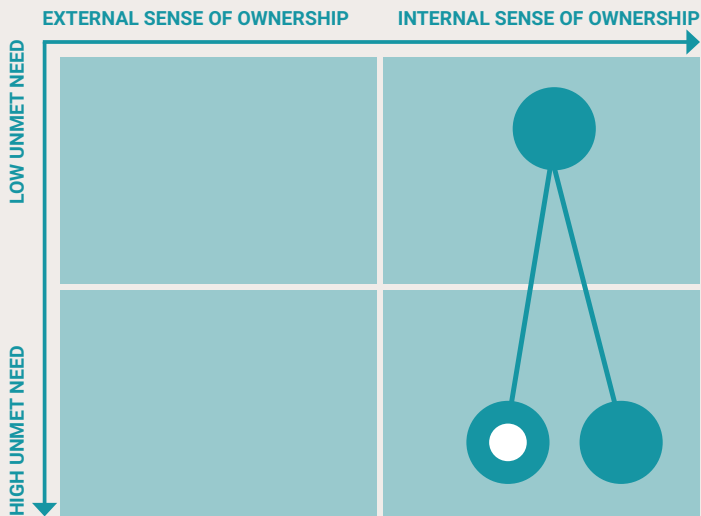 EXTERNAL SENSE OF OWNERSHIP
INTERNAL SENSE OF OWNERSHIP
LOW UNMET NEED
HIGH UNMET NEED